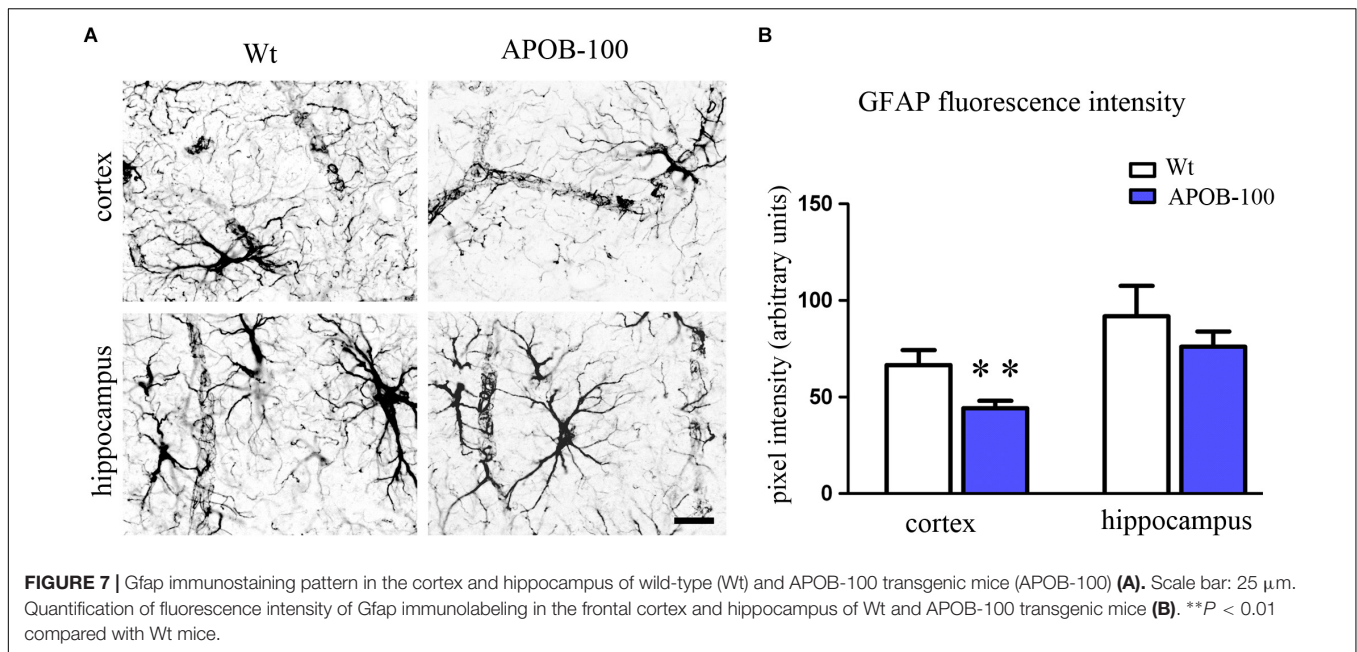 A
Wt
APOB-100
cortex
hippocampus
B
GFAP fluorescence intensity
Wt
APOB-100
pixel intensity (arbitrary units)
150
100
50
0
**
cortex
hippocampus
FIGURE 7 | Gfap immunostaining pattern in the cortex and hippocampus of wild-type (Wt) and APOB-100 transgenic mice (APOB-100) (A). Scale bar: 25 μm.
Quantification of fluorescence intensity of Gfap immunolabeling in the frontal cortex and hippocampus of Wt and APOB-100 transgenic mice (B). **P < 0.01
compared with Wt mice.